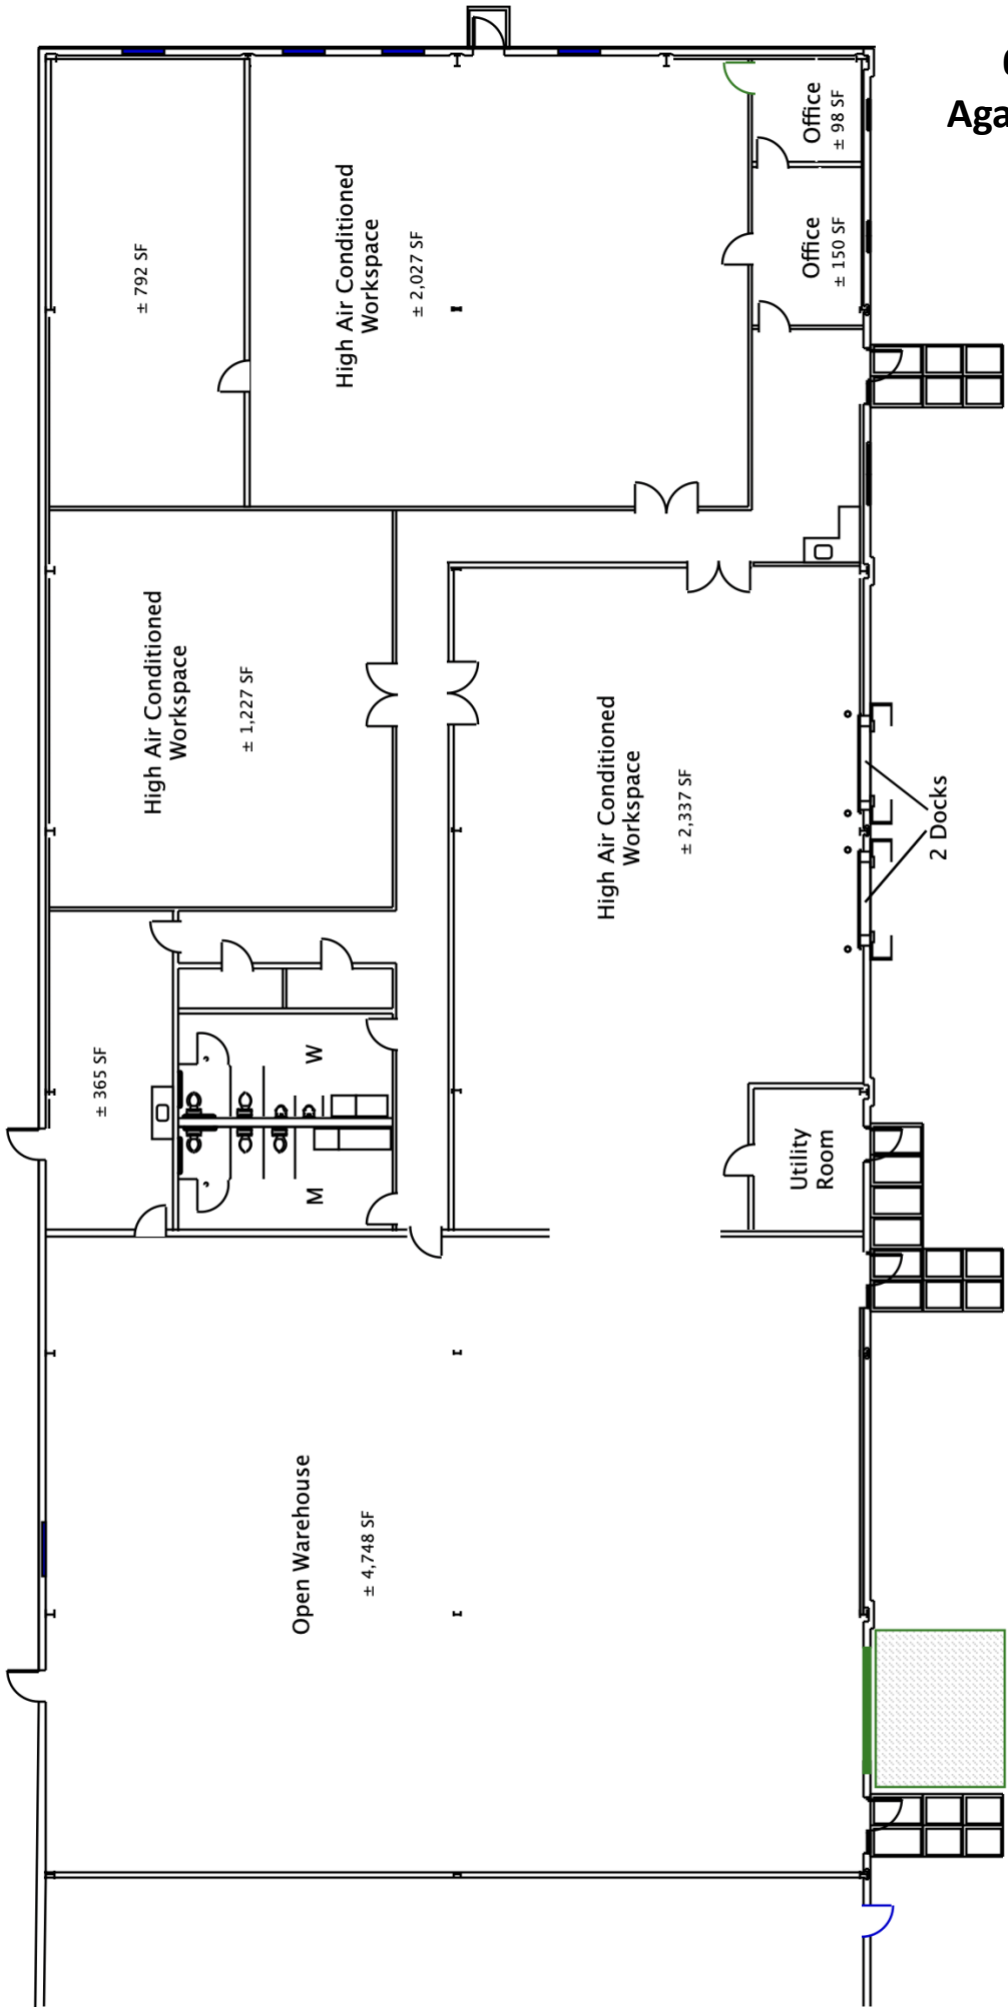 Office
± 98 SF
Office
± 150 SF
± 792 SF
High Air Conditioned
Workspace
± 2,027 SF
High Air Conditioned
Workspace
± 1,227 SF
High Air Conditioned
Workspace
± 2,337 SF
2 Docks
± 365 SF
W
M
Utility
Room
Open Warehouse
± 4,748 SF